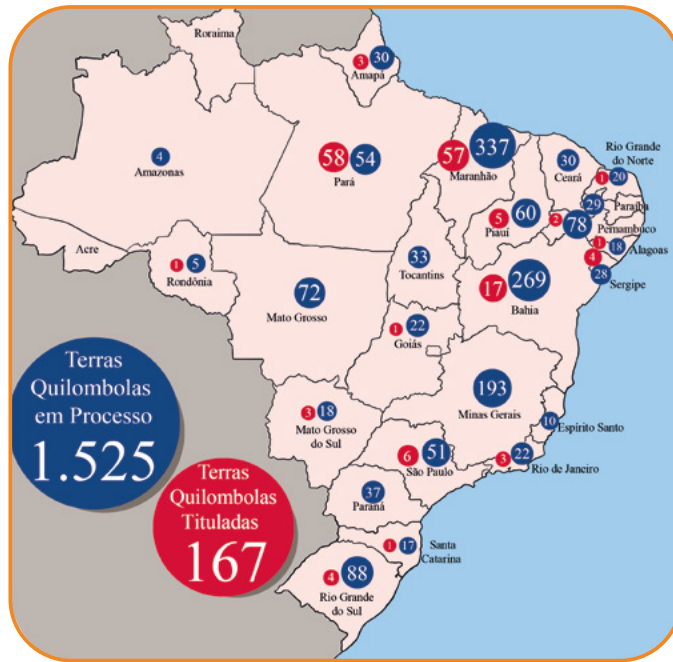 Roraima
3
30
Amapá
4
Amazonas
58
54
Pará
57
337
Maranhão
30
Ceará
Rio Grande
do Norte
1
20
29
Paraíba
5
60
Piauí
2
78
Pernambuco
1
18
Alagoas
4
28
Sergipe
Acre
1
5
Rondônia
72
Mato Grosso
33
Tocantins
17
269
Bahia
1
22
Goiás
193
Minas Gerais
10
Espírito Santo
3
18
Mato Grosso
do Sul
6
51
São Paulo
3
22
Rio de Janeiro
37
Paraná
1
17
Santa
Catarina
4
88
Rio Grande
do Sul
Terras
Quilombolas
em Processo
1.525
Terras
Quilombolas
Tituladas
167